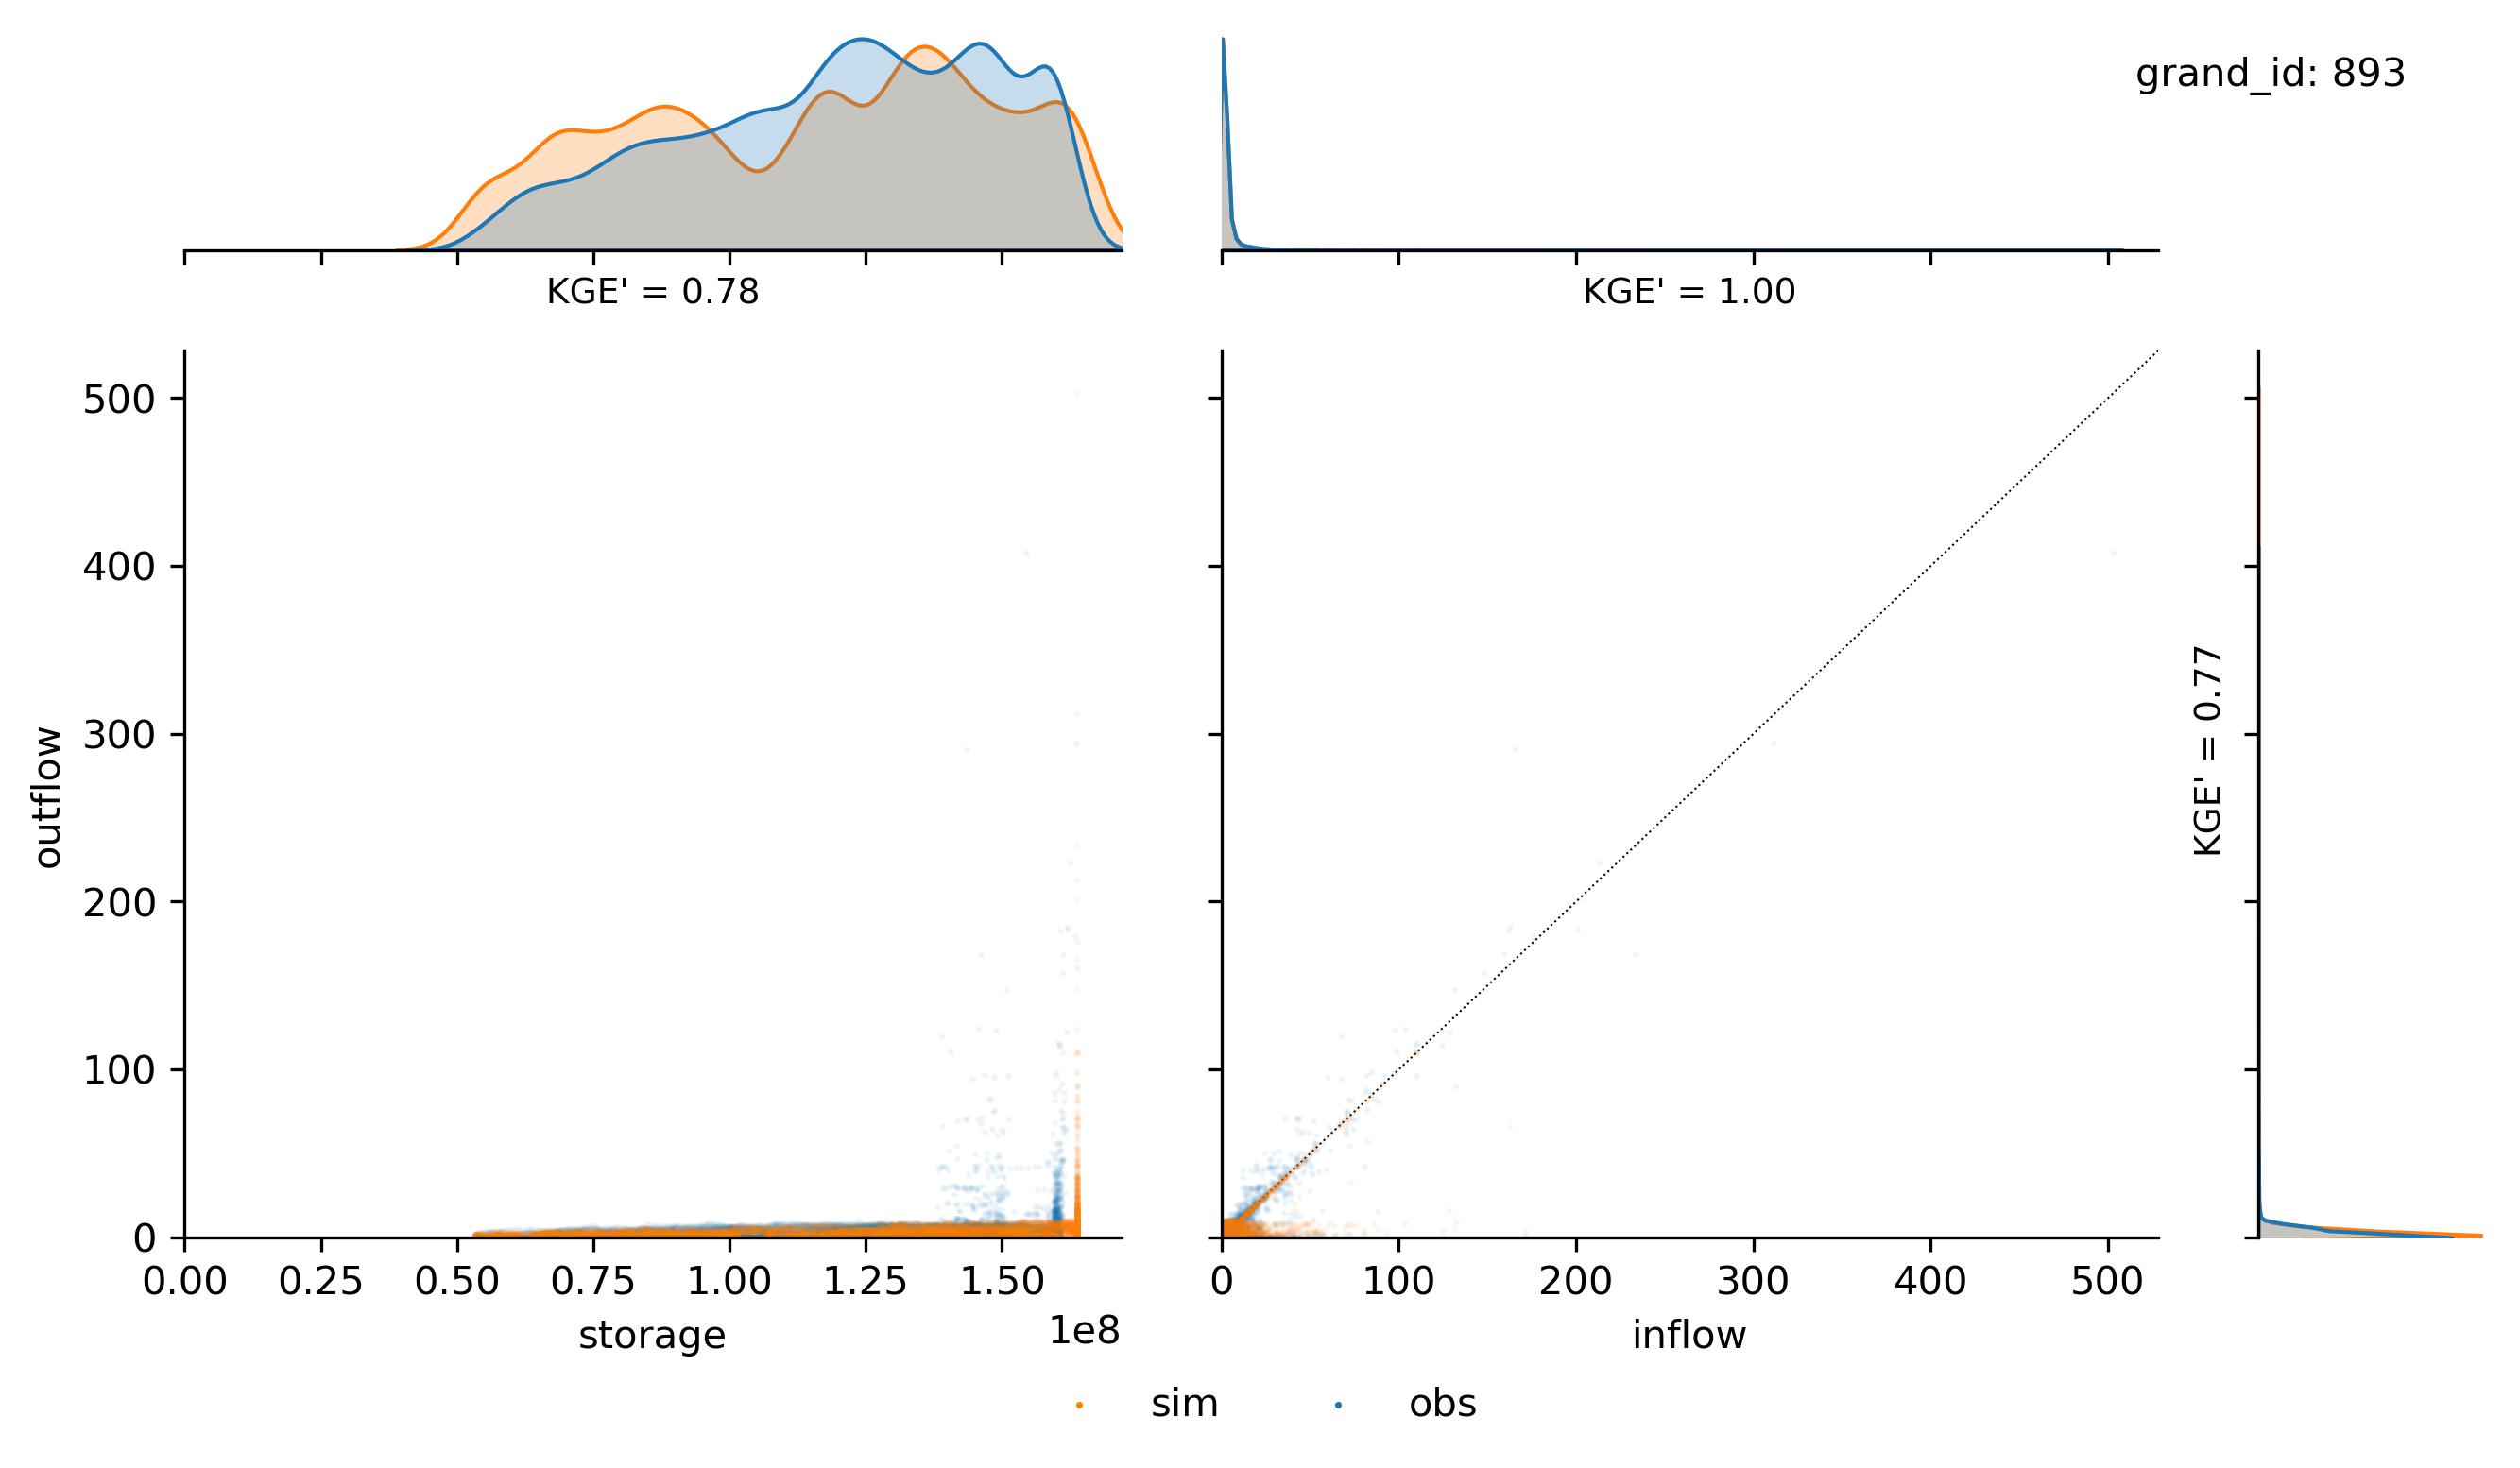 grand_id: 893
KGE' = 0.78
KGE' = 1.00
outflow
500
400
300
200
100
0
KGE' = 0.77
0.00 0.25 0.50 0.75 1.00 1.25 1.50
storage
1e8
0 100 200 300 400 500
inflow
sim obs